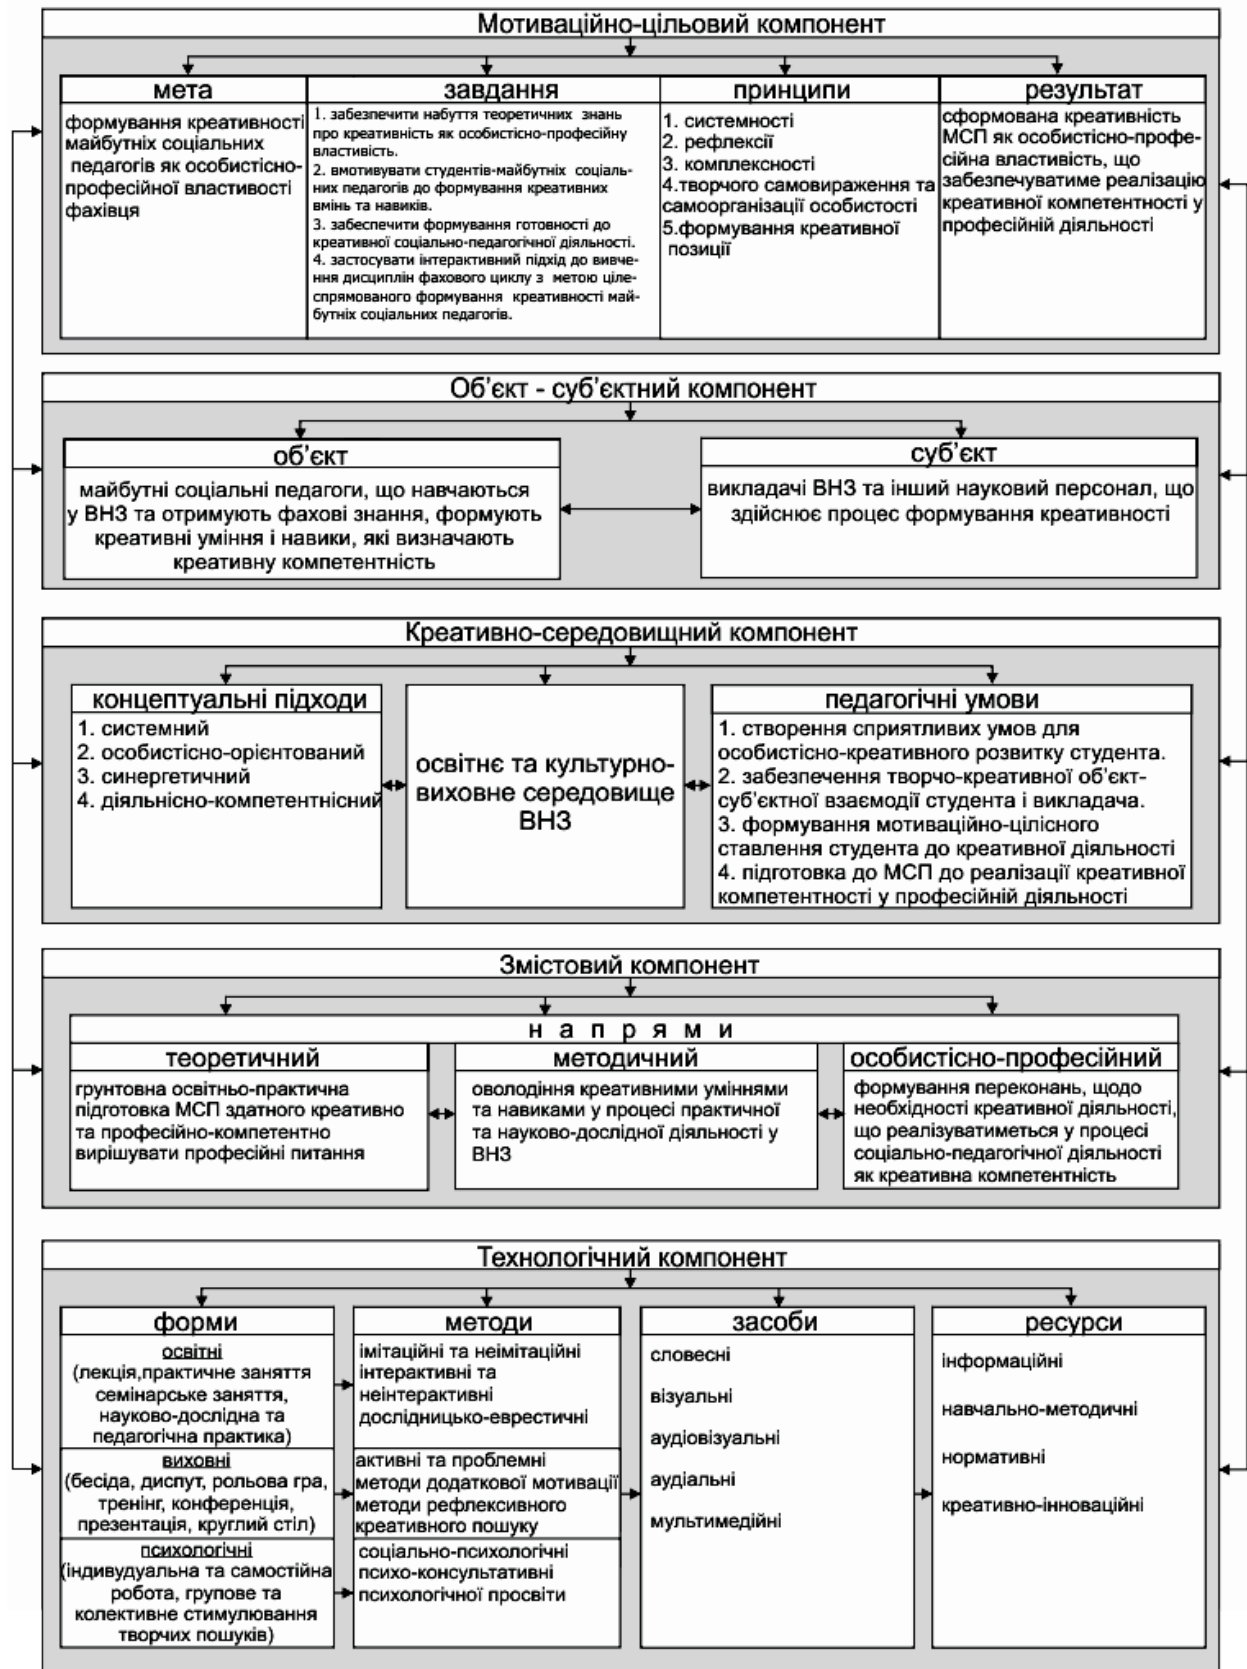 Мотиваційно-цільовий компонент
мета
формування креативності
майбутніх соціальних
педагогів як особистісно-
професійної властивості
фахівця
завдання
1. забезпечити набуття теоретичних знань
про креативність як особистісно-професійну
властивість.
2. вмотивувати студентів-майбутніх соціаль-
них педагогів до формування креативних
вмінь та навиків.
3. забеспечити формування готовності до
креативної соціально-педагогічної діяльності.
4. застосувати інтерактивний підхід до вивче-
ння дисциплін фахового циклу з метою ціле-
спрямованого формування креативності май-
бутніх соціальних педагогів.
принципи
1. системності
2. рефлексії
3. комплексності
4.творчого самовираження та
самоорганізації особистості
5.формування креативної
позиції
результат
сформована креативність
МСП як особистісно-профе-
сійна властивість, що
забезпечуватиме реалізацію
креативної компетентності у
професійній діяльності
Об’єкт - суб’єктний компонент
об’єкт
майбутні соціальні педагоги, що навчаються
у ВНЗ та отримують фахові знання, формують
креативні уміння і навики, які визначають
креативну компетентність
суб’єкт
викладачі ВНЗ та інший науковий персонал, що
здійснює процес формування креативності
Креативно-середовищний компонент
концептуальні підходи
1. системний
2. особистісно-орієнтований
3. синергетичний
4. діяльнісно-компетентнісний
освітнє та культурно-
виховне середовище
ВНЗ
педагогічні умови
1. створення сприятливих умов для
особистісно-креативного розвитку студента.
2. забезпечення творчо-креативної об’єкт-
суб’єктної взаємодії студента і викладача.
3. формування мотиваційно-цілісного
ставлення студента до креативної діяльності
4. підготовка до МСП до реалізації креативної
компетентності у професійній діяльності
Змістовий компонент
н а п р я м и
теоретичний
грунтовна освітньо-практична
підготовка МСП здатного креативно
та професійно-компетентно
вирішувати професійні питання
методичний
оволодіння креативними уміннями
та навиками у процесі практичної
та науково-дослідної діяльності у
ВНЗ
особистісно-професійний
формування переконань, щодо
необхідності креативної діяльності,
що реалізуватиметься у процесі
соціально-педагогічної діяльності
як креативна компетентність
Технологічний компонент
форми
освітні
(лекція,практичне заняття
семінарське заняття,
науково-дослідна та
педагогічна практика)
виховні
(бесіда, диспут, рольова гра,
тренінг, конференція,
презентація, круглий стіл)
психологічні
(індивудуальна та самостійна
робота, групове та
колективне стимулювання
творчих пошуків)
методи
імітаційні та неімітаційні
інтерактивні та
неінтерактивні
дослідницько-еврестичні
активні та проблемні
методи додаткової мотивації
методи рефлексивного
креативного пошуку
соціально-психологічні
психо-консультативні
психологічної просвіти
засоби
словесні
візуальні
аудіовізуальні
аудіальні
мультимедійні
ресурси
інформаційні
навчально-методичні
нормативні
креативно-інноваційні